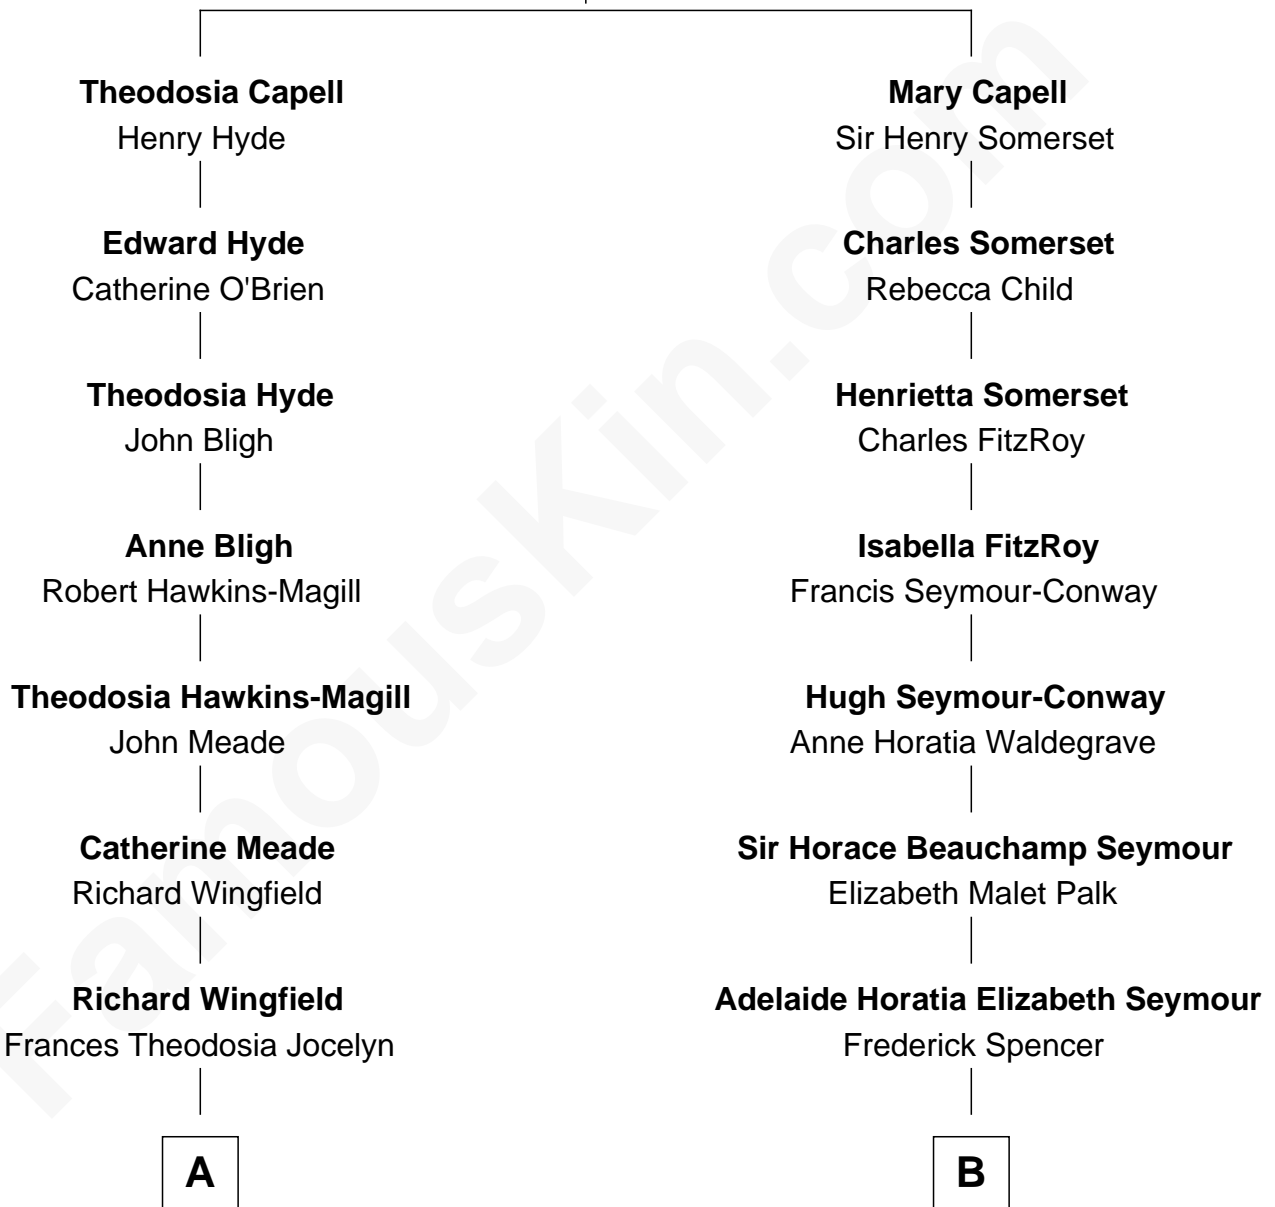 Theodosia Capell
Henry Hyde
Edward Hyde
Catherine O'Brien
Theodosia Hyde
John Bligh
Anne Bligh
Robert Hawkins-Magill
Theodosia Hawkins-Magill
John Meade
Catherine Meade
Richard Wingfield
Richard Wingfield
Frances Theodosia Jocelyn
A
Mary Capell
Sir Henry Somerset
Charles Somerset
Rebecca Child
Henrietta Somerset
Charles FitzRoy
Isabella FitzRoy
Francis Seymour-Conway
Hugh Seymour-Conway
Anne Horatia Waldegrave
Sir Horace Beauchamp Seymour
Elizabeth Malet Palk
Adelaide Horatia Elizabeth Seymour
Frederick Spencer
B
FamousKin.com